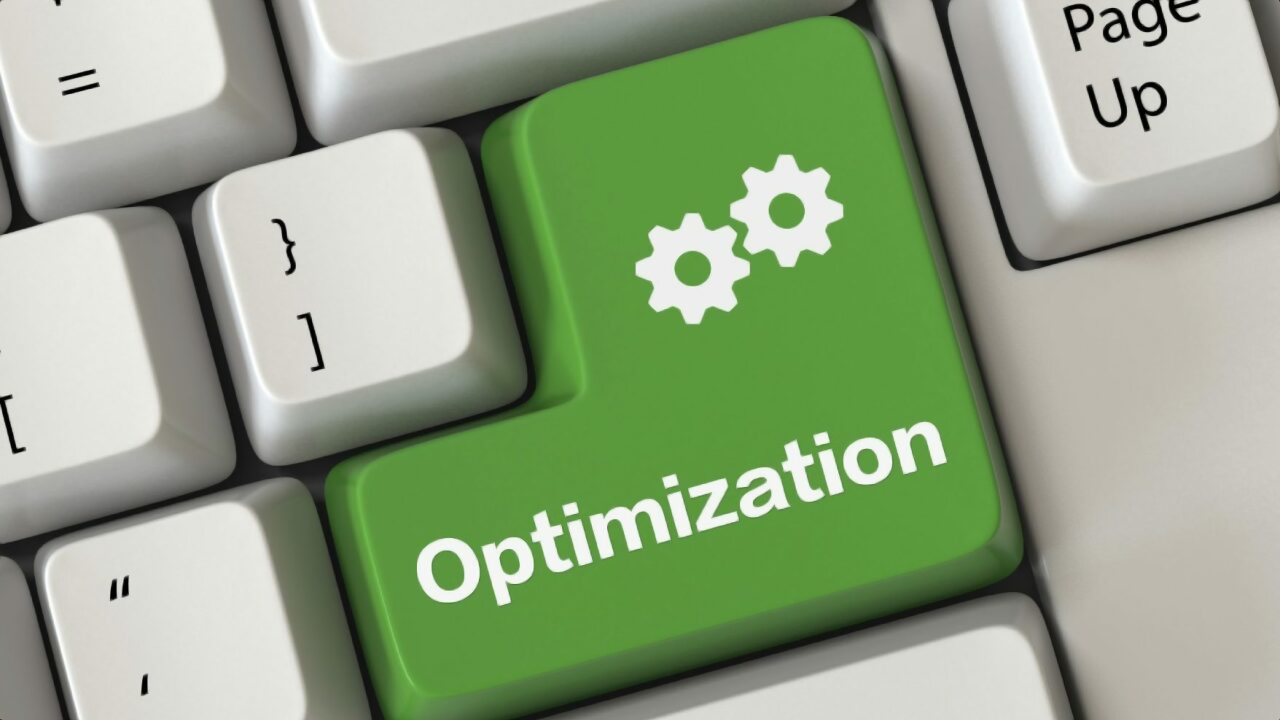 Page
Up
=
}
]
[
"
'
Optimization